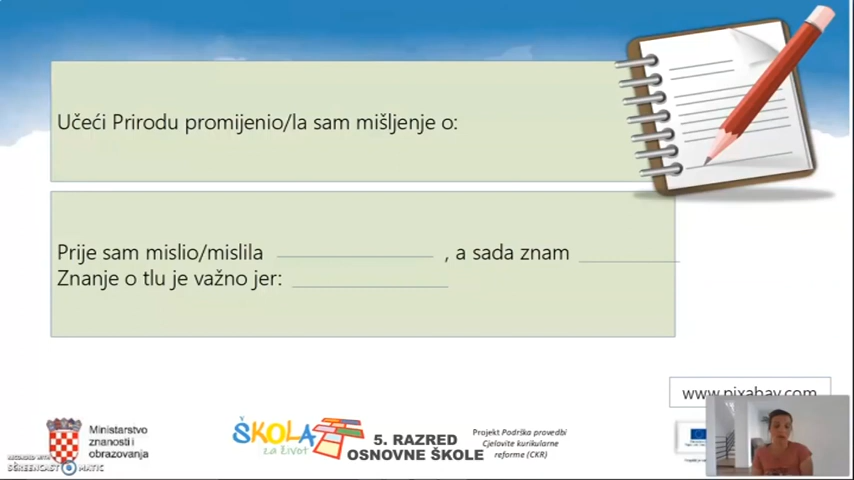 Učeći Prirodu promijenio/la sam mišljenje o:
Prije sam mislio/mislila , a sada znam
Znanje o tlu je važno jer:
www.pixabay.com
Ministarstvo
znanosti i
obrazovanja
ŠKOLA
za život
5. RAZRED
OSNOVNE ŠKOLE
Projekt Podrška provedbi
Cjelovite kurikularne
reforme (CKR)
RECORDED WITH
SCREENCAST MATIC